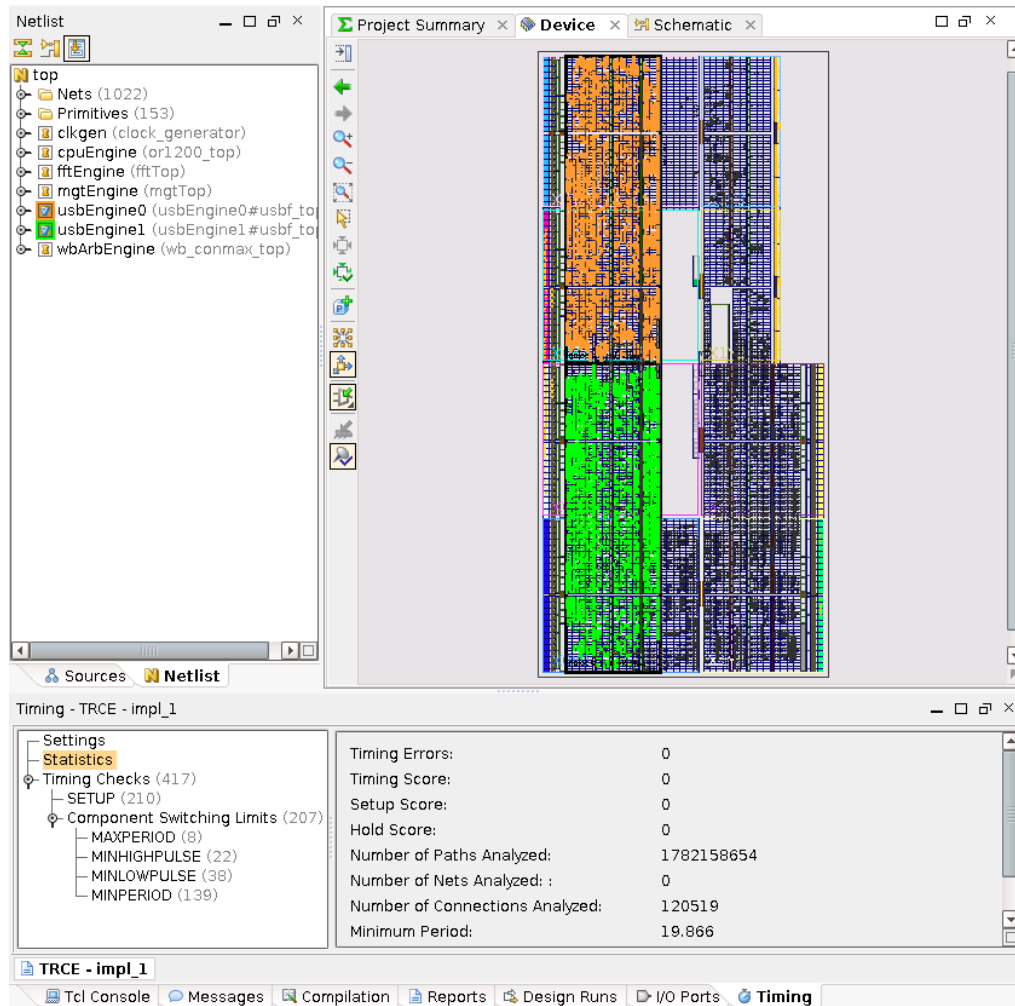 Netlist
top
Nets (1022)
Primitives (153)
clkgen (clock_generator)
cpuEngine (or1200_top)
fftEngine (fftTop)
mgtEngine (mgtTop)
usbEngine0 (usbEngine0#usbf_top
usbEngine1 (usbEngine1#usbf_top
wbArbEngine (wb_conmax_top)
Sources Netlist
Project Summary Device Schematic
Timing - TRCE - impl_1
Settings
Statistics
Timing Checks (417)
SETUP (210)
Component Switching Limits (207)
MAXPERIOD (8)
MINHIGHPULSE (22)
MINLOWPULSE (38)
MINPERIOD (139)
Timing Errors: 0
Timing Score: 0
Setup Score: 0
Hold Score: 0
Number of Paths Analyzed: 1782158654
Number of Nets Analyzed: : 0
Number of Connections Analyzed: 120519
Minimum Period: 19.866
TRCE - impl_1
Tcl Console Messages Compilation Reports Design Runs I/O Ports Timing